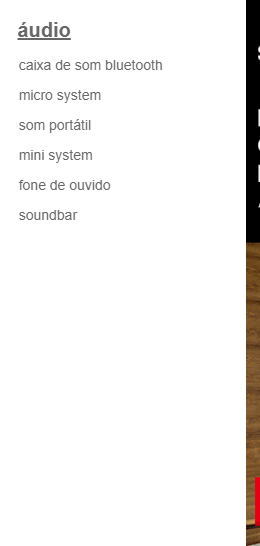 áudio
caixa de som bluetooth
micro system
som portátil
mini system
fone de ouvido
soundbar